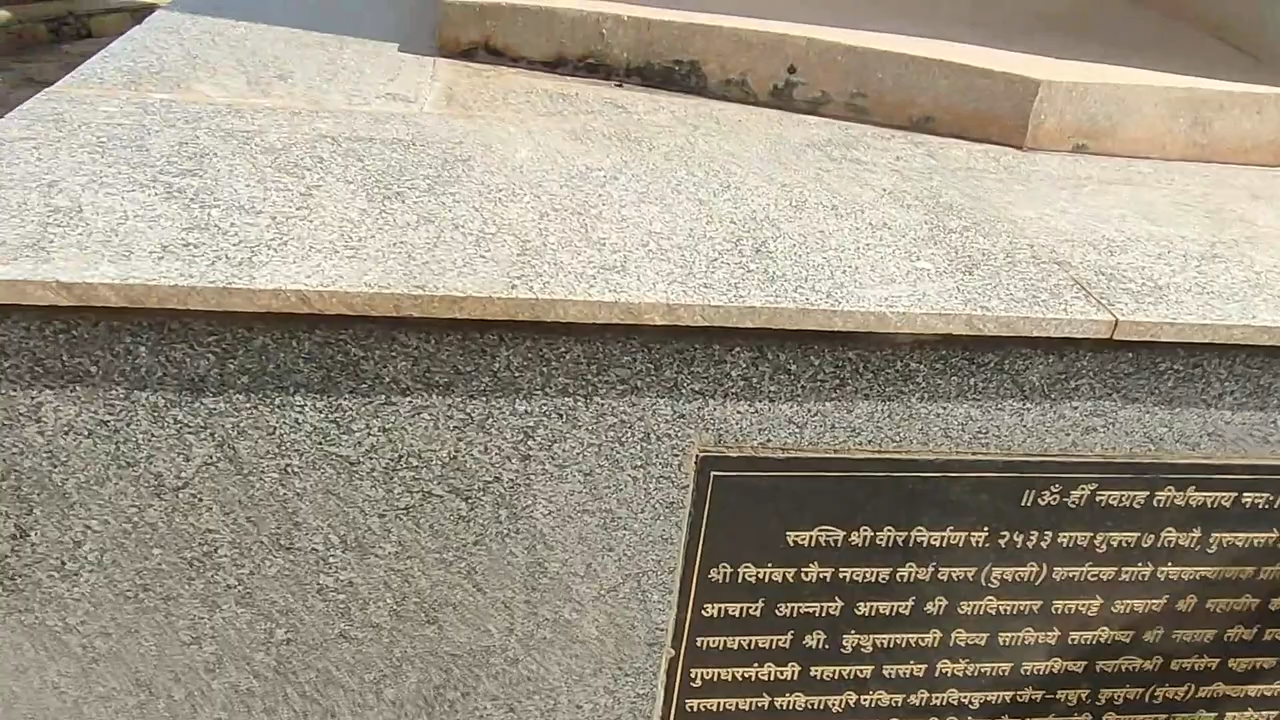 ॥ ॐ-ह्रीँ नवग्रह तीर्थंकराय नमः।
स्वस्ति श्री वीर निर्वाण सं. २५३३ माघ शुक्ल ७ तिथौ, गुरुवासरे
श्री दिगंबर जैन नवग्रह तीर्थ वरुर (हुबली) कर्नाटक प्रांते पंचकल्याणक
आचार्य आम्नाये आचार्य श्री आदिसागर ततपट्टे आचार्य श्री महावीर
गणधराचार्य श्री. कुंथुसागरजी दिव्य सान्निध्ये ततशिष्य श्री नवग्रह तीर्थ
गुणधरनंदीजी महाराज ससंघ निर्देशनात ततशिष्य स्वस्तिश्री धर्मसेन भट्टारक
तत्वावधाने संहितासूरि पंडित श्री प्रदिपकुमार जैन-मधुर, कुसुंबा (मुंबई)